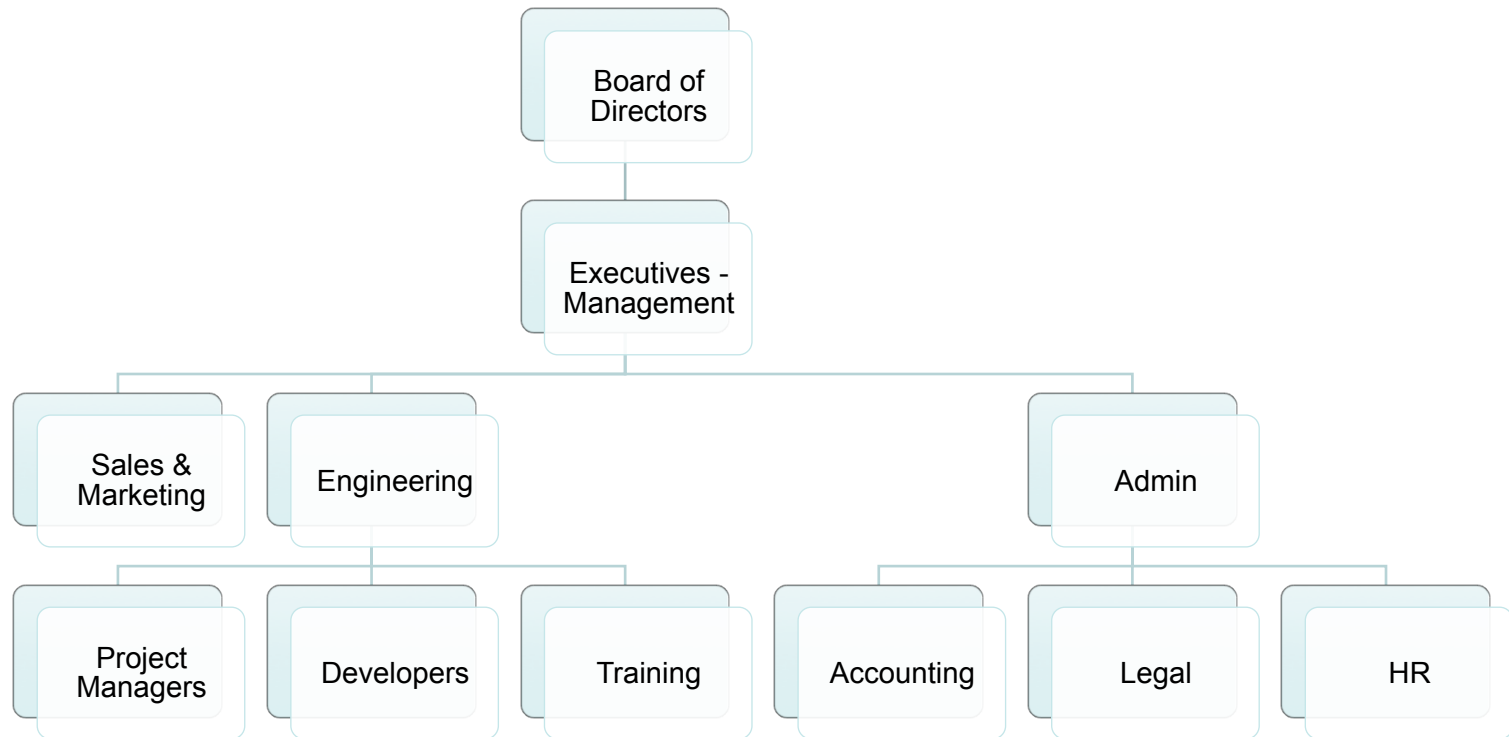 Board of
Directors
Executives -
Management
Sales &
Marketing
Engineering
Admin
Project
Managers
Developers
Training
Accounting
Legal
HR